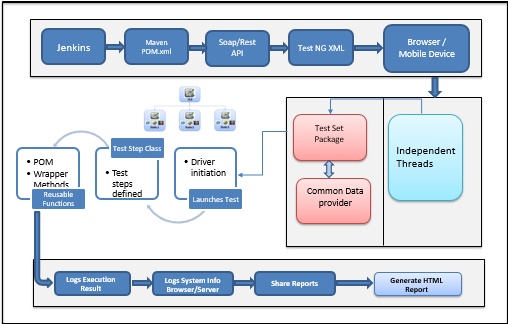 Jenkins
Maven
POM.xml
Soap/Rest
API
Test NG XML
Browser /
Mobile Device
Test Step Class
• POM
• Wrapper
Methods
Reusable
Functions
• Test
steps
defined
• Driver
initiation
Launches Test
Test Set
Package
Common Data
provider
Independent
Threads
Logs Execution
Result
Logs System Info
Browser/Server
Share Reports
Generate HTML
Report